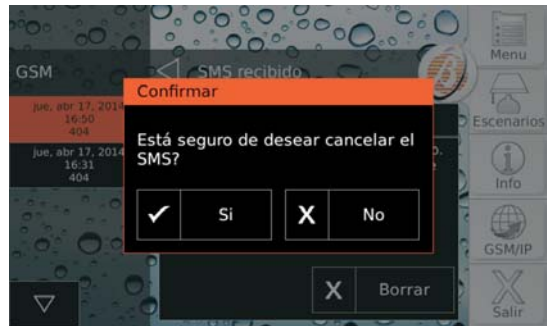 GSM
SMS recibido
Menu
Confirmar
jue, abr 17, 2014
16:50
404
Escenarios
Está seguro de desear cancelar el
SMS?
jue, abr 17, 2014
16:31
404
Info
Si
X No
GSM/IP
X Borrar
Salir